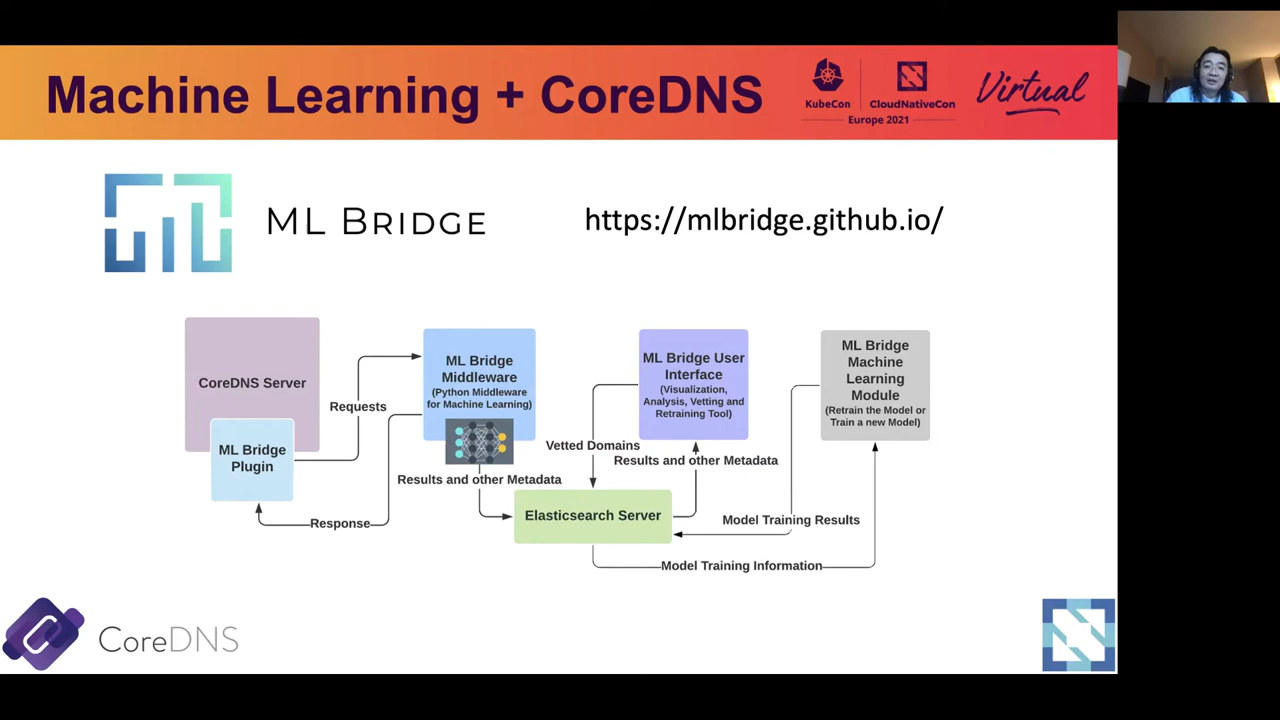 Machine Learning + CoreDNS
KubeCon
CloudNativeCon
Europe 2021
Virtual
ML BRIDGE
https://mlbridge.github.io/
CoreDNS Server
ML Bridge
Plugin
Requests
Response
ML Bridge
Middleware
(Python Middleware
for Machine Learning)
Results and other Metadata
Elasticsearch Server
Vetted Domains
ML Bridge User
Interface
(Visualization,
Analysis, Vetting and
Retraining Tool)
Results and other Metadata
ML Bridge
Machine
Learning
Module
(Retrain the Model or
Train a new Model)
Model Training Results
Model Training Information
CoreDNS